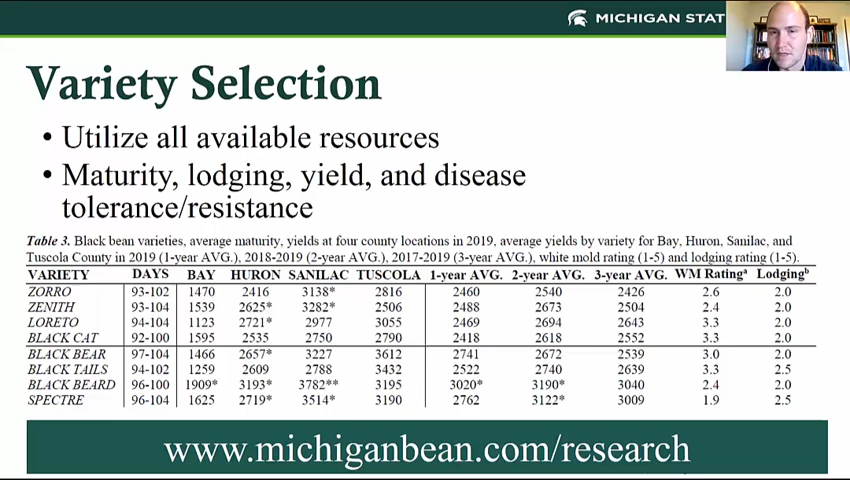 MICHIGAN STAT
Variety Selection
• Utilize all available resources
• Maturity, lodging, yield, and disease
tolerance/resistance
Table 3. Black bean varieties, average maturity, yields at four county locations in 2019, average yields by variety for Bay, Huron, Sanilac, and
Tuscola County in 2019 (1-year AVG.), 2018-2019 (2-year AVG.), 2017-2019 (3-year AVG.), white mold rating (1-5) and lodging rating (1-5).
VARIETY DAYS BAY HURON SANILAC TUSCOLA 1-year AVG. 2-year AVG. 3-year AVG. WM Ratingᵃ Lodgingᵇ
ZORRO 93-102 1470 2416 3138* 2816 2460 2540 2426 2.6 2.0
ZENITH 93-104 1539 2625* 3282* 2506 2488 2673 2504 2.4 2.0
LORETO 94-104 1123 2721* 2977 3055 2469 2694 2643 3.3 2.0
BLACK CAT 92-100 1595 2535 2750 2790 2418 2618 2552 3.3 2.0
BLACK BEAR 97-104 1466 2657* 3227 3612 2741 2672 2539 3.0 2.0
BLACK TAILS 94-102 1259 2609 2788 3432 2522 2740 2639 3.3 2.5
BLACK BEARD 96-100 1909* 3193* 3782** 3195 3020* 3190* 3040 2.4 2.0
SPECTRE 96-104 1625 2719* 3514* 3190 2762 3122* 3009 1.9 2.5
www.michiganbean.com/research